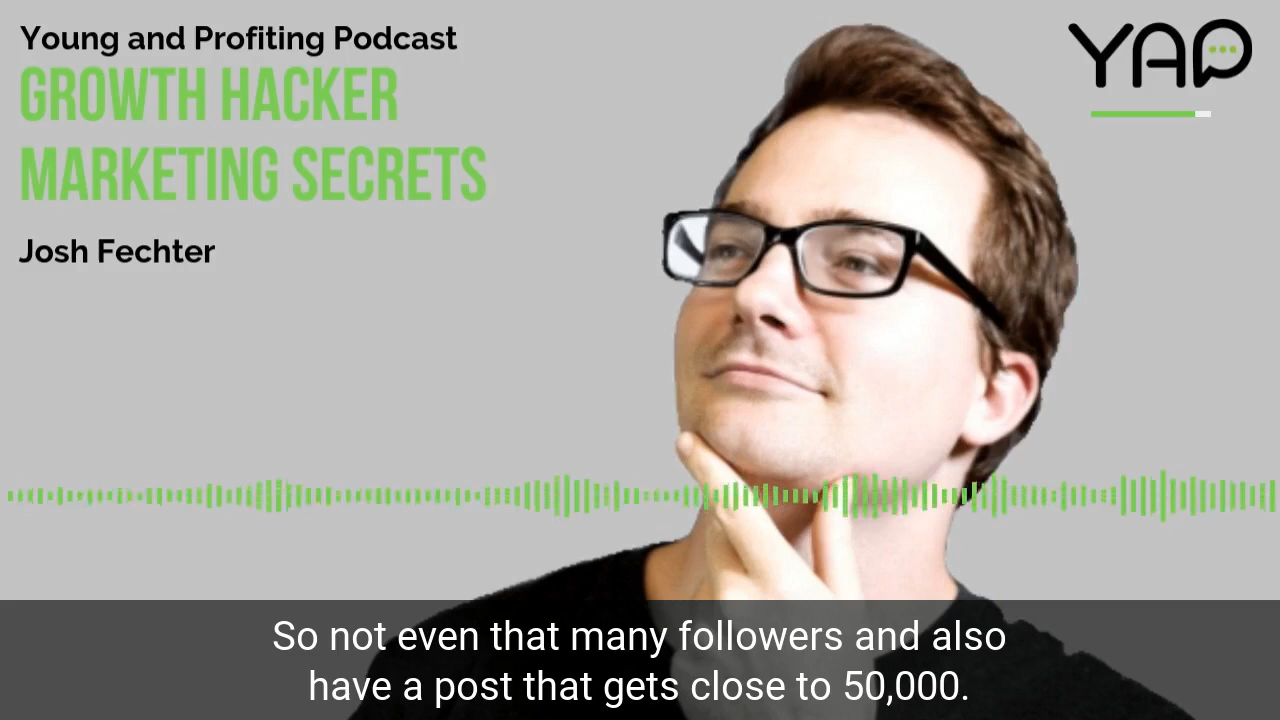 Young and Profiting Podcast
YAP
GROWTH HACKER
MARKETING SECRETS
Josh Fechter
So not even that many followers and also
have a post that gets close to 50,000.